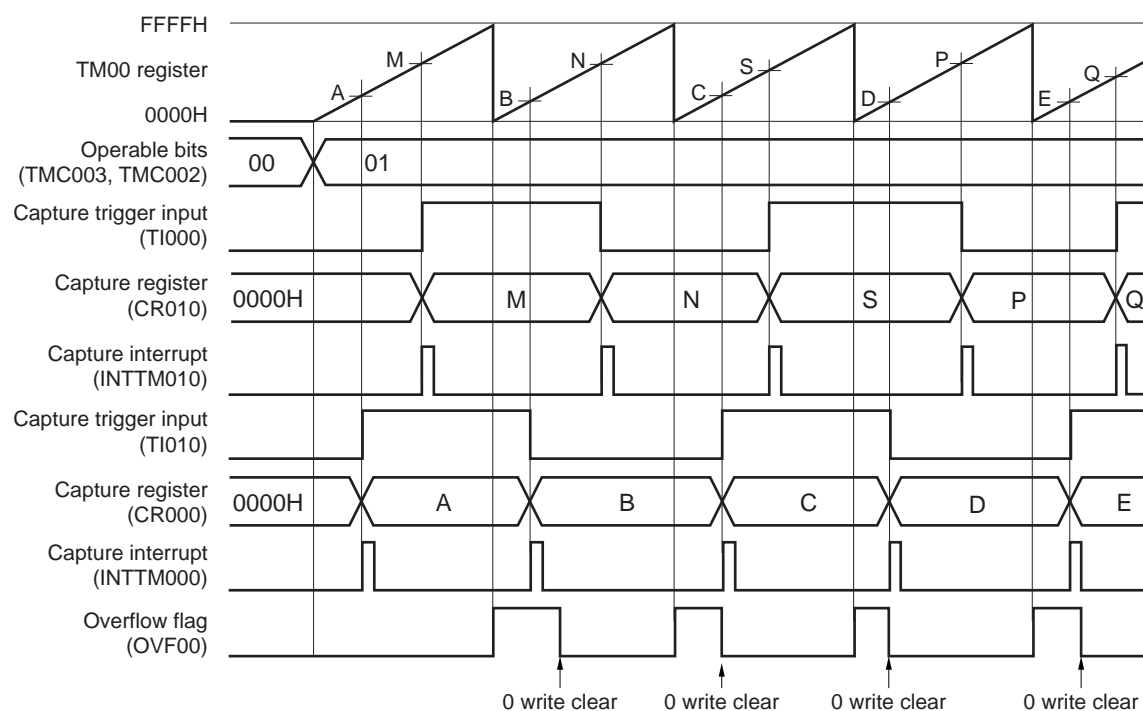 FFFFH
TM00 register
0000H
A M B N C S D P E Q
Operable bits
(TMC003, TMC002)
00 01
Capture trigger input
(TI000)
Capture register
(CR010)
0000H M N S P Q
Capture interrupt
(INTTM010)
Capture trigger input
(TI010)
Capture register
(CR000)
0000H A B C D E
Capture interrupt
(INTTM000)
Overflow flag
(OVF00)
0 write clear 0 write clear 0 write clear 0 write clear